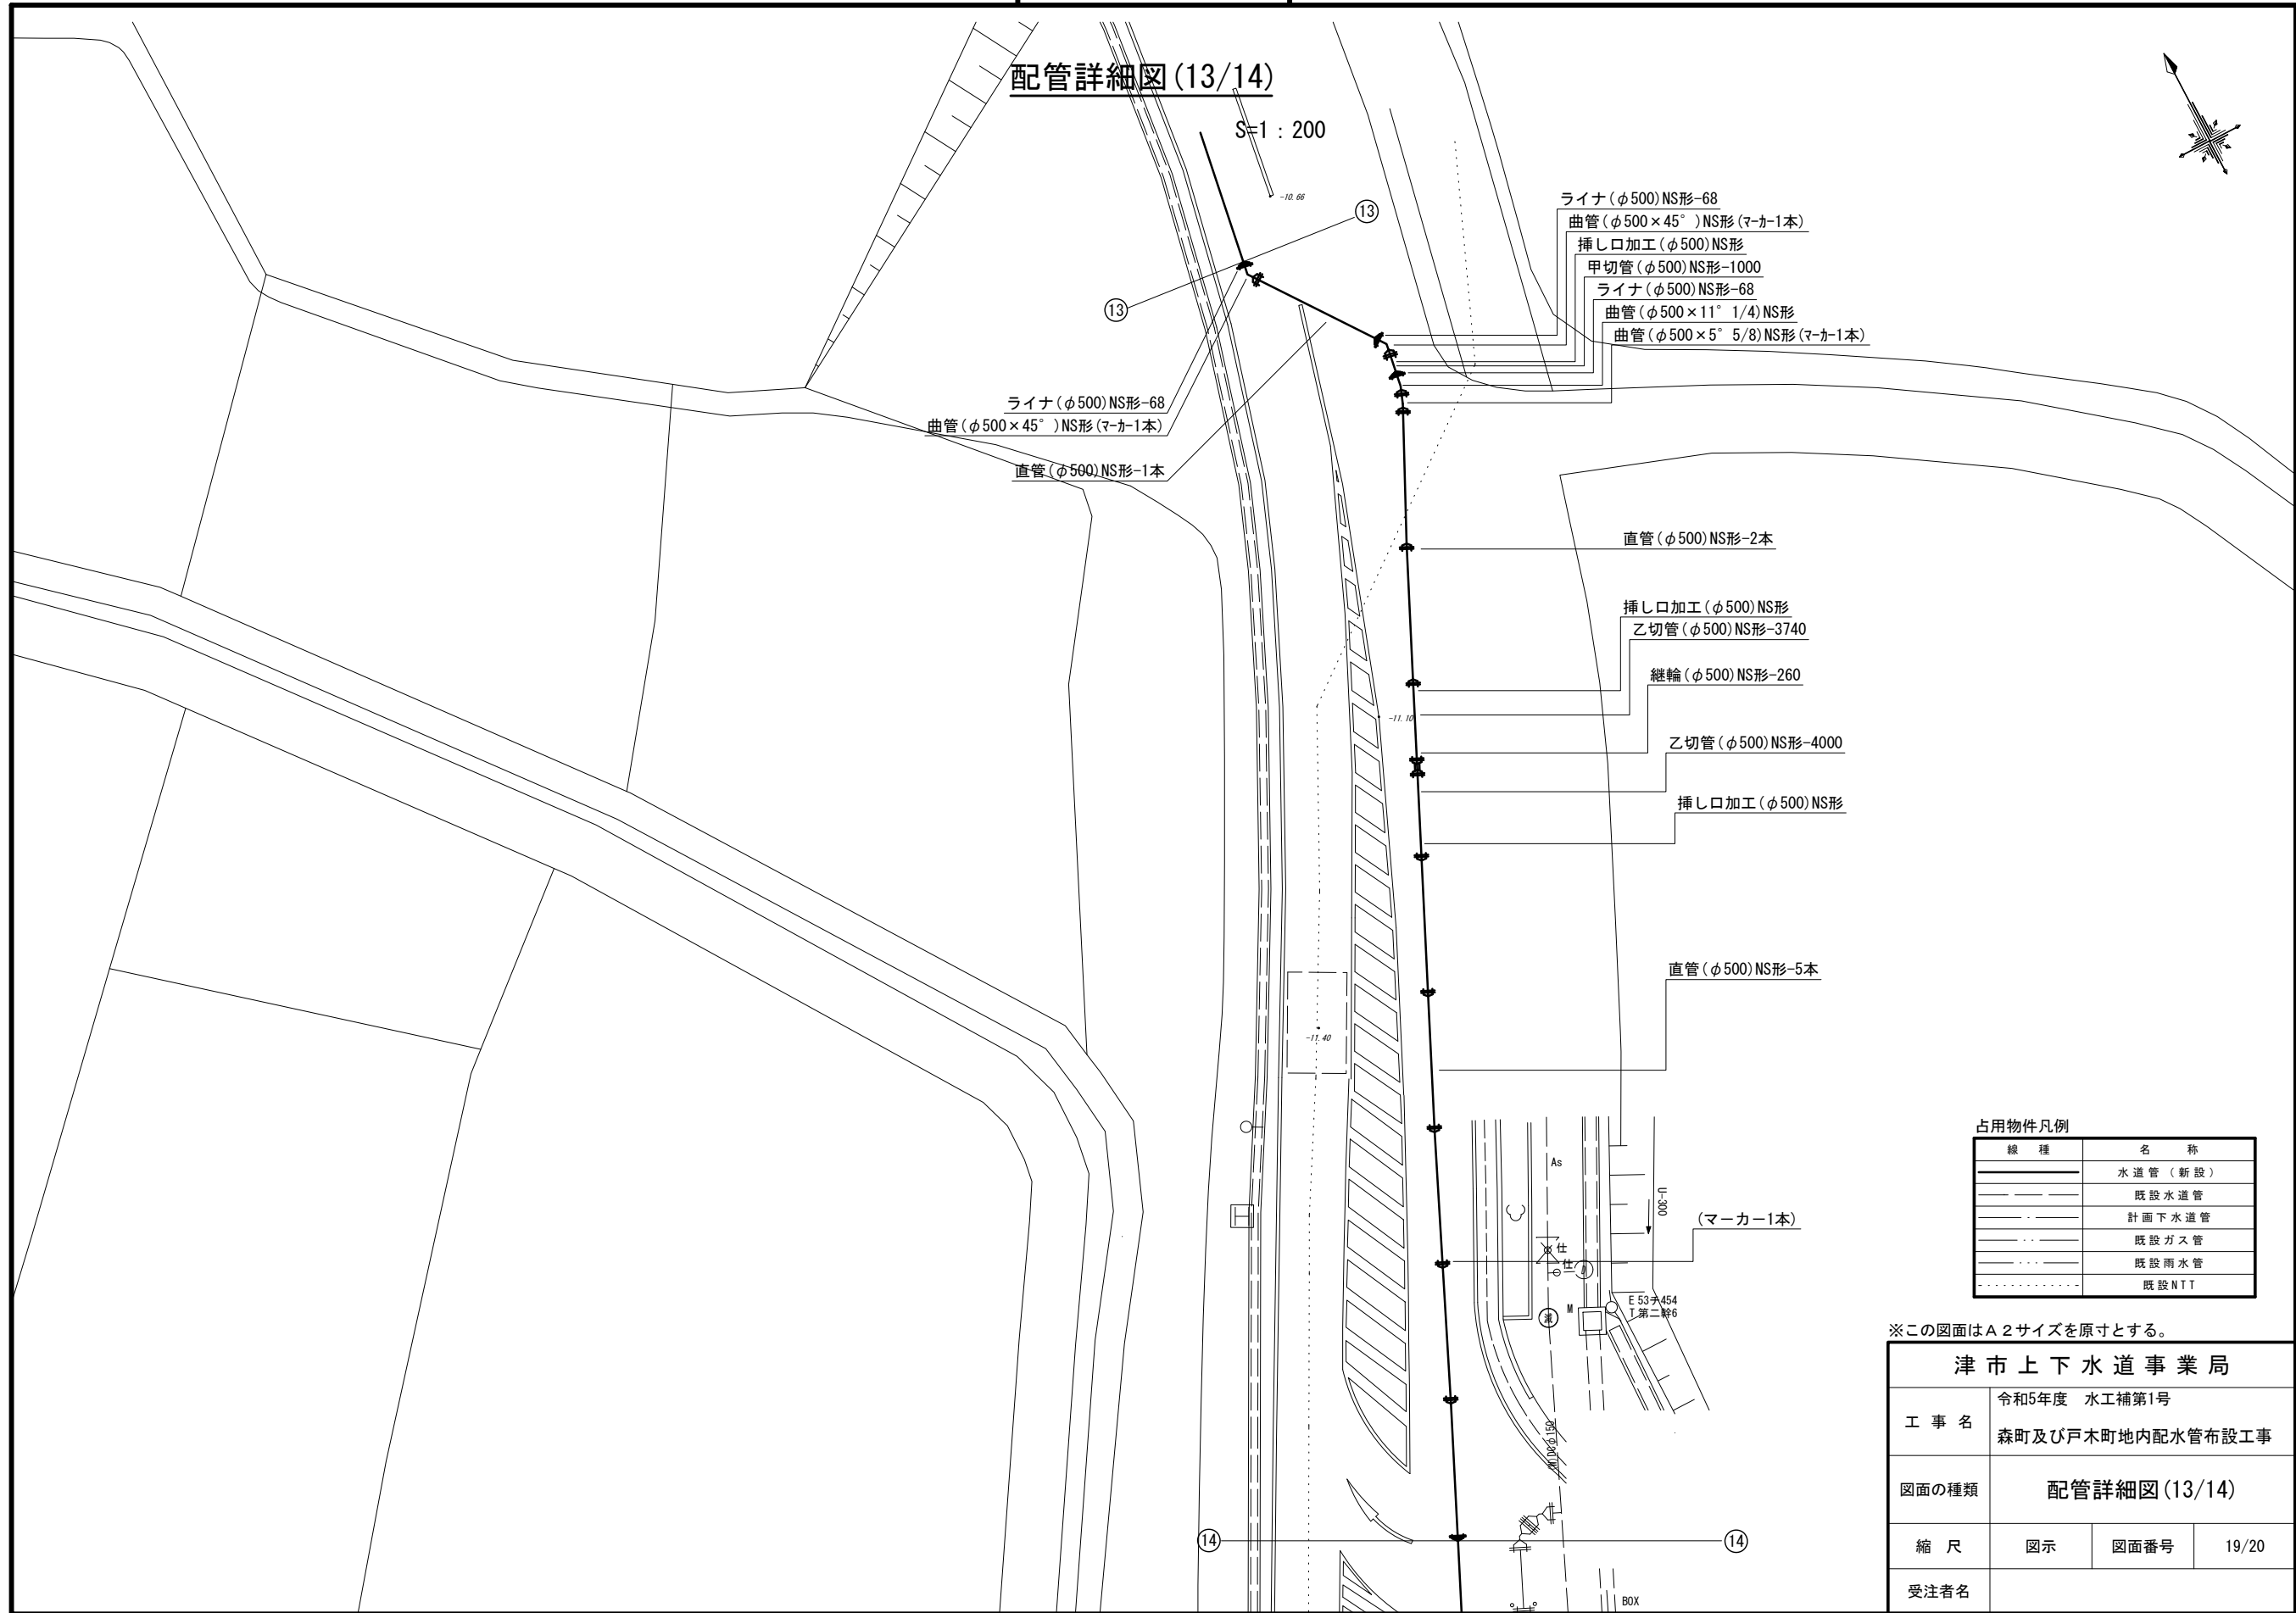 配管詳細図(13/14)
S=1:200
-10.66
⑬
⑬
ライナ(φ500)NS形-68
曲管(φ500×45°)NS形(マーカー1本)
挿し口加工(φ500)NS形
甲切管(φ500)NS形-1000
ライナ(φ500)NS形-68
曲管(φ500×11°1/4)NS形
曲管(φ500×5°5/8)NS形(マーカー1本)
ライナ(φ500)NS形-68
曲管(φ500×45°)NS形(マーカー1本)
直管(φ500)NS形-1本
直管(φ500)NS形-2本
挿し口加工(φ500)NS形
乙切管(φ500)NS形-3740
継輪(φ500)NS形-260
-11.10
乙切管(φ500)NS形-4000
挿し口加工(φ500)NS形
直管(φ500)NS形-5本
-11.40
As
U-300
(マーカー1本)
仕
仕
M
減
E 53チ454
T 第二幹6
⑭
⑭
BOX
占用物件凡例
線 種 名 称
水道管(新設)
既設水道管
計画下水道管
既設ガス管
既設雨水管
既設NTT
※この図面はA2サイズを原寸とする。
津市上下水道事業局
工事名 令和5年度 水工補第1号
森町及び戸木町地内配水管布設工事
図面の種類 配管詳細図(13/14)
縮尺 図示 図面番号 19/20
受注者名